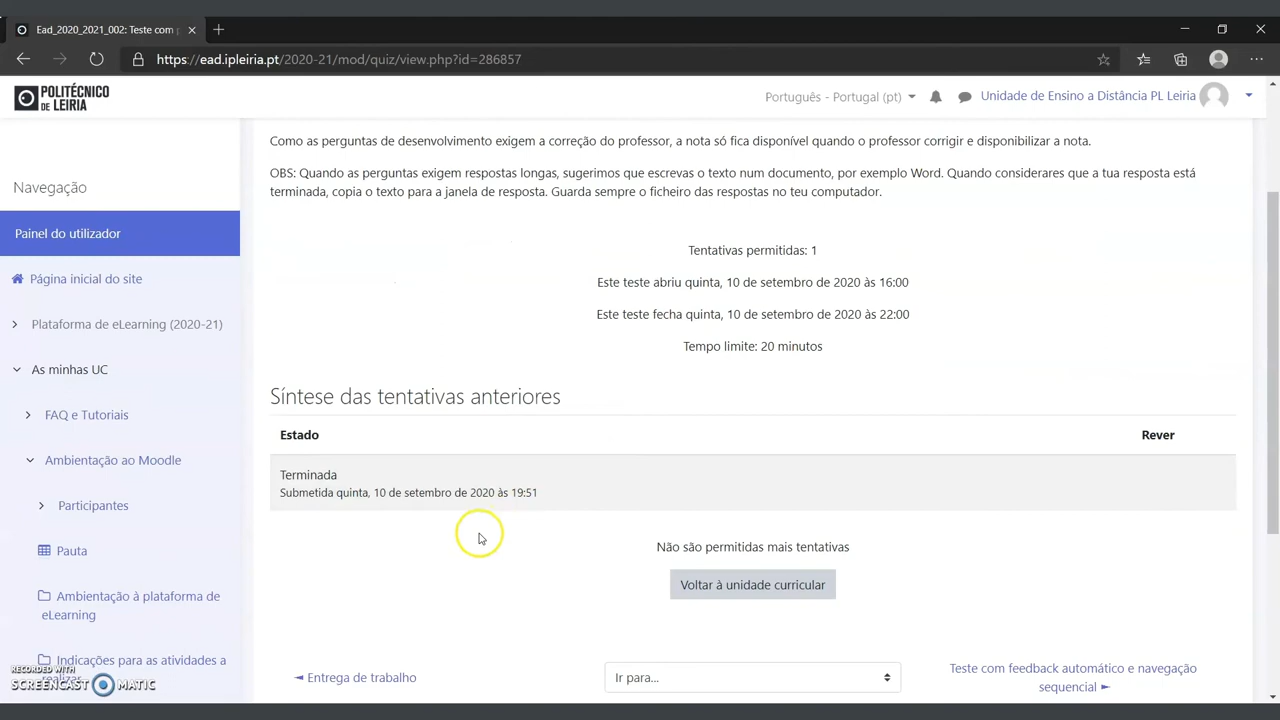 Ead_2020_2021_002: Teste com p
https://ead.ipleiria.pt/2020-21/mod/quiz/view.php?id=286857
POLITÉCNICO
DE LEIRIA
Português - Portugal (pt)
Unidade de Ensino a Distância PL Leiria
Navegação
Painel do utilizador
Página inicial do site
Plataforma de eLearning (2020-21)
As minhas UC
FAQ e Tutoriais
Ambientação ao Moodle
Participantes
Pauta
Ambientação à plataforma de
eLearning
Indicações para as atividades a
realizar
RECORDED WITH
SCREENCAST MATIC
Como as perguntas de desenvolvimento exigem a correção do professor, a nota só fica disponível quando o professor corrigir e disponibilizar a nota.
OBS: Quando as perguntas exigem respostas longas, sugerimos que escrevas o texto num documento, por exemplo Word. Quando considerares que a tua resposta está
terminada, copia o texto para a janela de resposta. Guarda sempre o ficheiro das respostas no teu computador.
Tentativas permitidas: 1
Este teste abriu quinta, 10 de setembro de 2020 às 16:00
Este teste fecha quinta, 10 de setembro de 2020 às 22:00
Tempo limite: 20 minutos
Síntese das tentativas anteriores
Estado Rever
Terminada
Submetida quinta, 10 de setembro de 2020 às 19:51
Não são permitidas mais tentativas
Voltar à unidade curricular
◄ Entrega de trabalho
Ir para...
Teste com feedback automático e navegação
sequencial ►